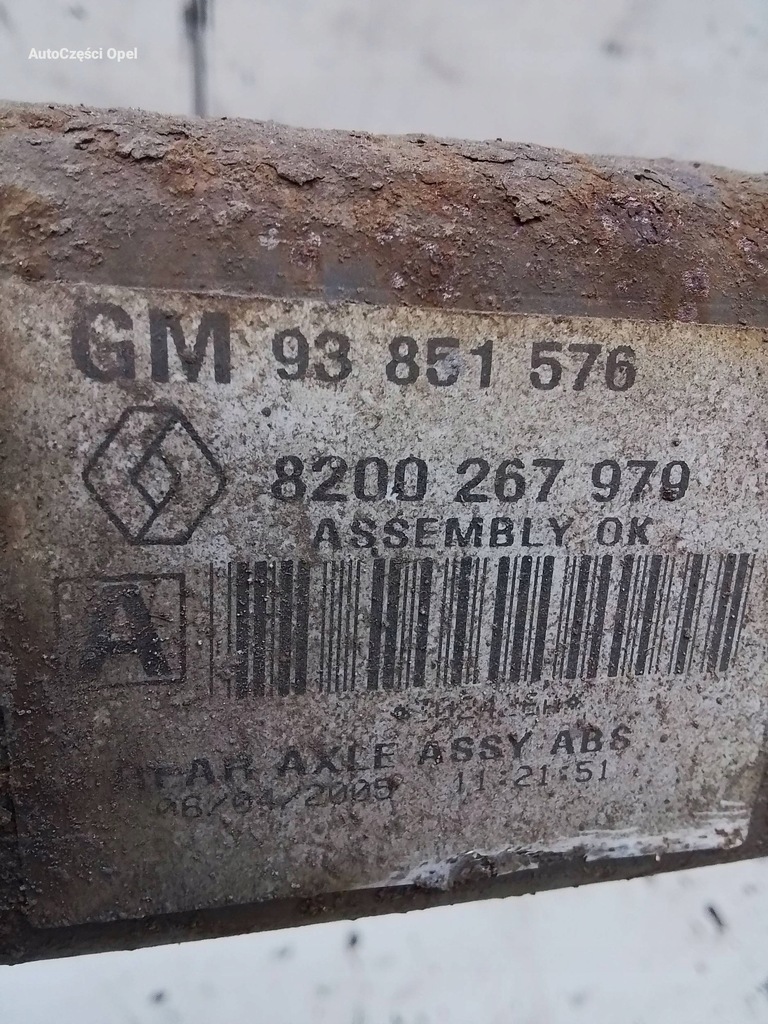 AutoCzęści Opel
GM 93 851 576
8200 267 979
ASSEMBLY OK
A
REAR AXLE ASSY ABS
11:21:51